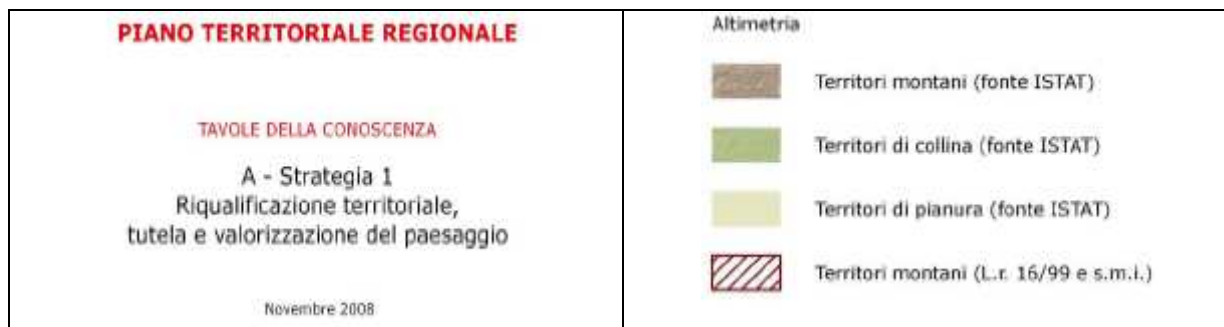 PIANO TERRITORIALE REGIONALE
TAVOLE DELLA CONOSCENZA
A - Strategia 1
Riqualificazione territoriale,
tutela e valorizzazione del paesaggio
Novembre 2008
Altimetria
Territori montani (fonte ISTAT)
Territori di collina (fonte ISTAT)
Territori di pianura (fonte ISTAT)
Territori montani (L.r. 16/99 e s.m.i.)